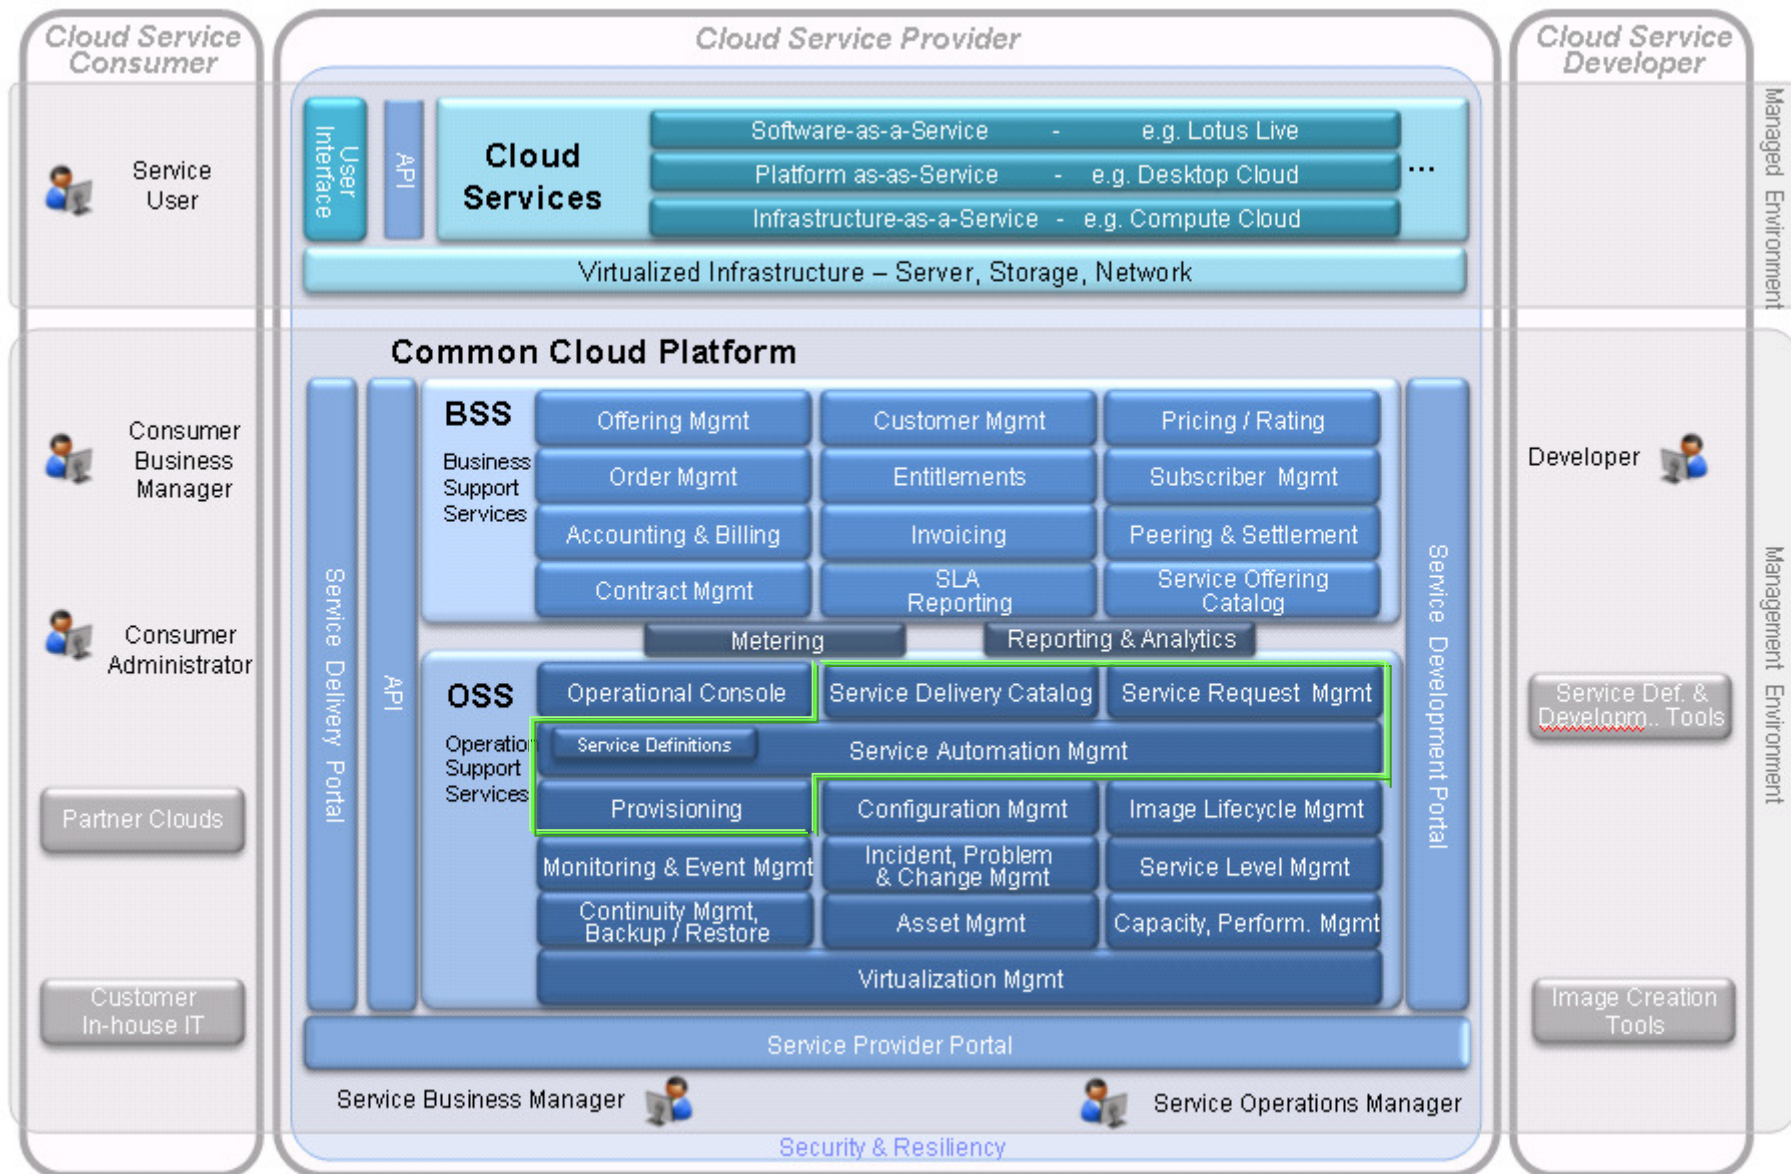 Cloud Service
Consumer
Cloud Service Provider
Cloud Service
Developer
Service
User
User
Interface
API
Cloud
Services
Software-as-a-Service - e.g. Lotus Live
Platform as-as-Service - e.g. Desktop Cloud
Infrastructure-as-a-Service - e.g. Compute Cloud
...
Virtualized Infrastructure – Server, Storage, Network
Managed Environment
Common Cloud Platform
Consumer
Business
Manager
Consumer
Administrator
Partner Clouds
Customer
In-house IT
Service Delivery Portal
API
BSS
Business
Support
Services
Offering Mgmt
Customer Mgmt
Pricing / Rating
Order Mgmt
Entitlements
Subscriber Mgmt
Accounting & Billing
Invoicing
Peering & Settlement
Contract Mgmt
SLA
Reporting
Service Offering
Catalog
Metering
Reporting & Analytics
OSS
Operation
Support
Services
Operational Console
Service Delivery Catalog
Service Request Mgmt
Service Definitions
Service Automation Mgmt
Provisioning
Configuration Mgmt
Image Lifecycle Mgmt
Monitoring & Event Mgmt
Incident, Problem
& Change Mgmt
Service Level Mgmt
Continuity Mgmt,
Backup / Restore
Asset Mgmt
Capacity, Perform. Mgmt
Virtualization Mgmt
Service Development Portal
Developer
Service Def. &
Developm.. Tools
Image Creation
Tools
Management Environment
Service Provider Portal
Service Business Manager
Service Operations Manager
Security & Resiliency